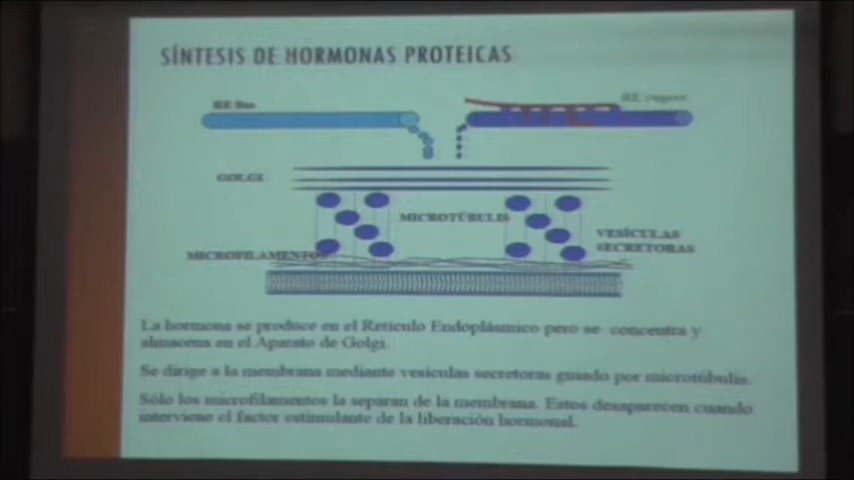 SÍNTESIS DE HORMONAS PROTEICAS
RE liso
RE rugoso
GOLGI
MICROTÚBULIS
VESÍCULAS
SECRETORAS
MICROFILAMENTOS
La hormona se produce en el Retículo Endoplásmico pero se concentra y
almacena en el Aparato de Golgi.
Se dirige a la membrana mediante vesículas secretoras guiado por microtúbulis.
Sólo los microfilamentos la separan de la membrana. Estos desaparecen cuando
interviene el factor estimulante de la liberación hormonal.